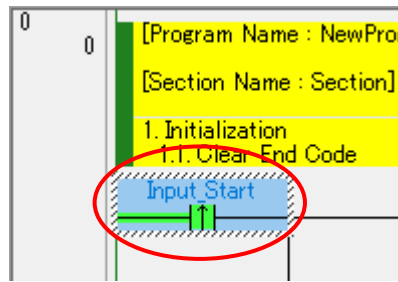 0
0
[Program Name : NewPro
[Section Name : Section]
1. Initialization
1.1. Clear End Code
Input_Start